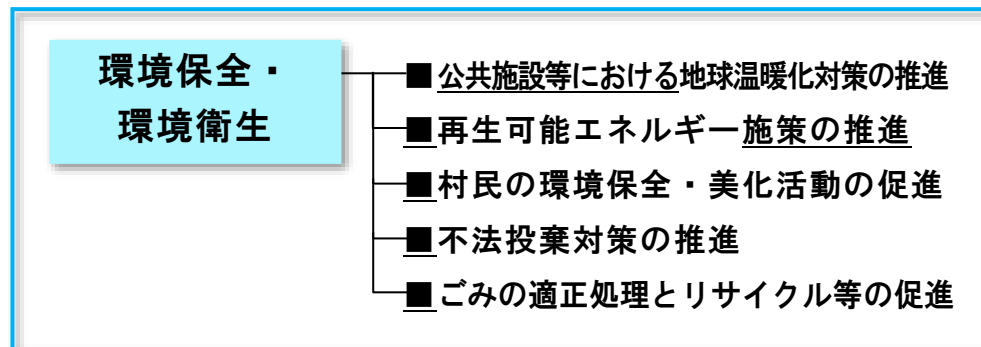 環境保全・
環境衛生
■公共施設等における地球温暖化対策の推進
■再生可能エネルギー施策の推進
■村民の環境保全・美化活動の促進
■不法投棄対策の推進
■ごみの適正処理とリサイクル等の促進